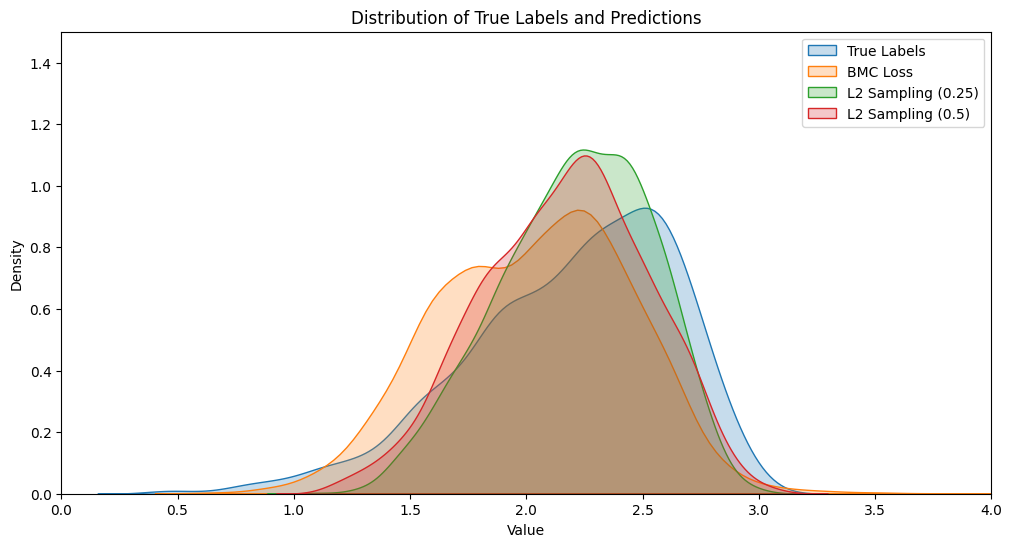 Distribution of True Labels and Predictions
True Labels
BMC Loss
L2 Sampling (0.25)
L2 Sampling (0.5)
Density
1.4
1.2
1.0
0.8
0.6
0.4
0.2
0.0
0.0 0.5 1.0 1.5 2.0 2.5 3.0 3.5 4.0
Value